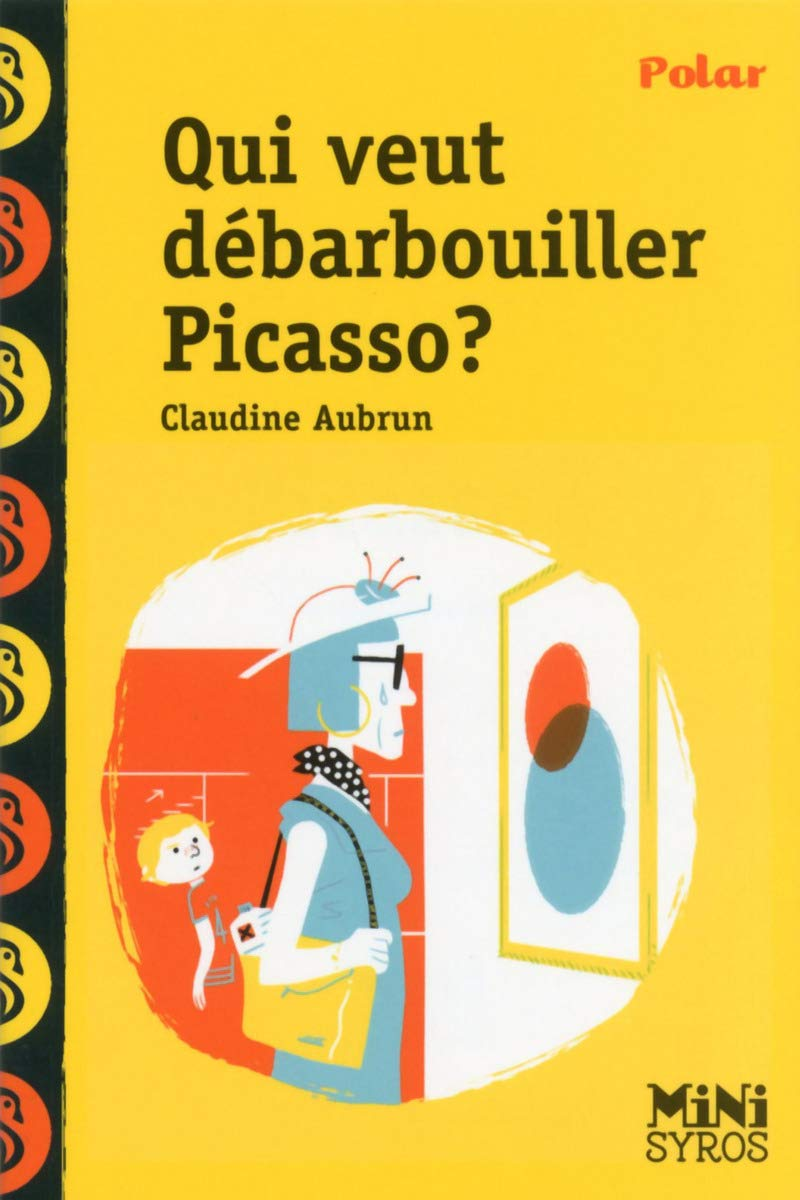 Polar
Qui veut
débarbouiller
Picasso?
Claudine Aubrun
MiNi
SYROS